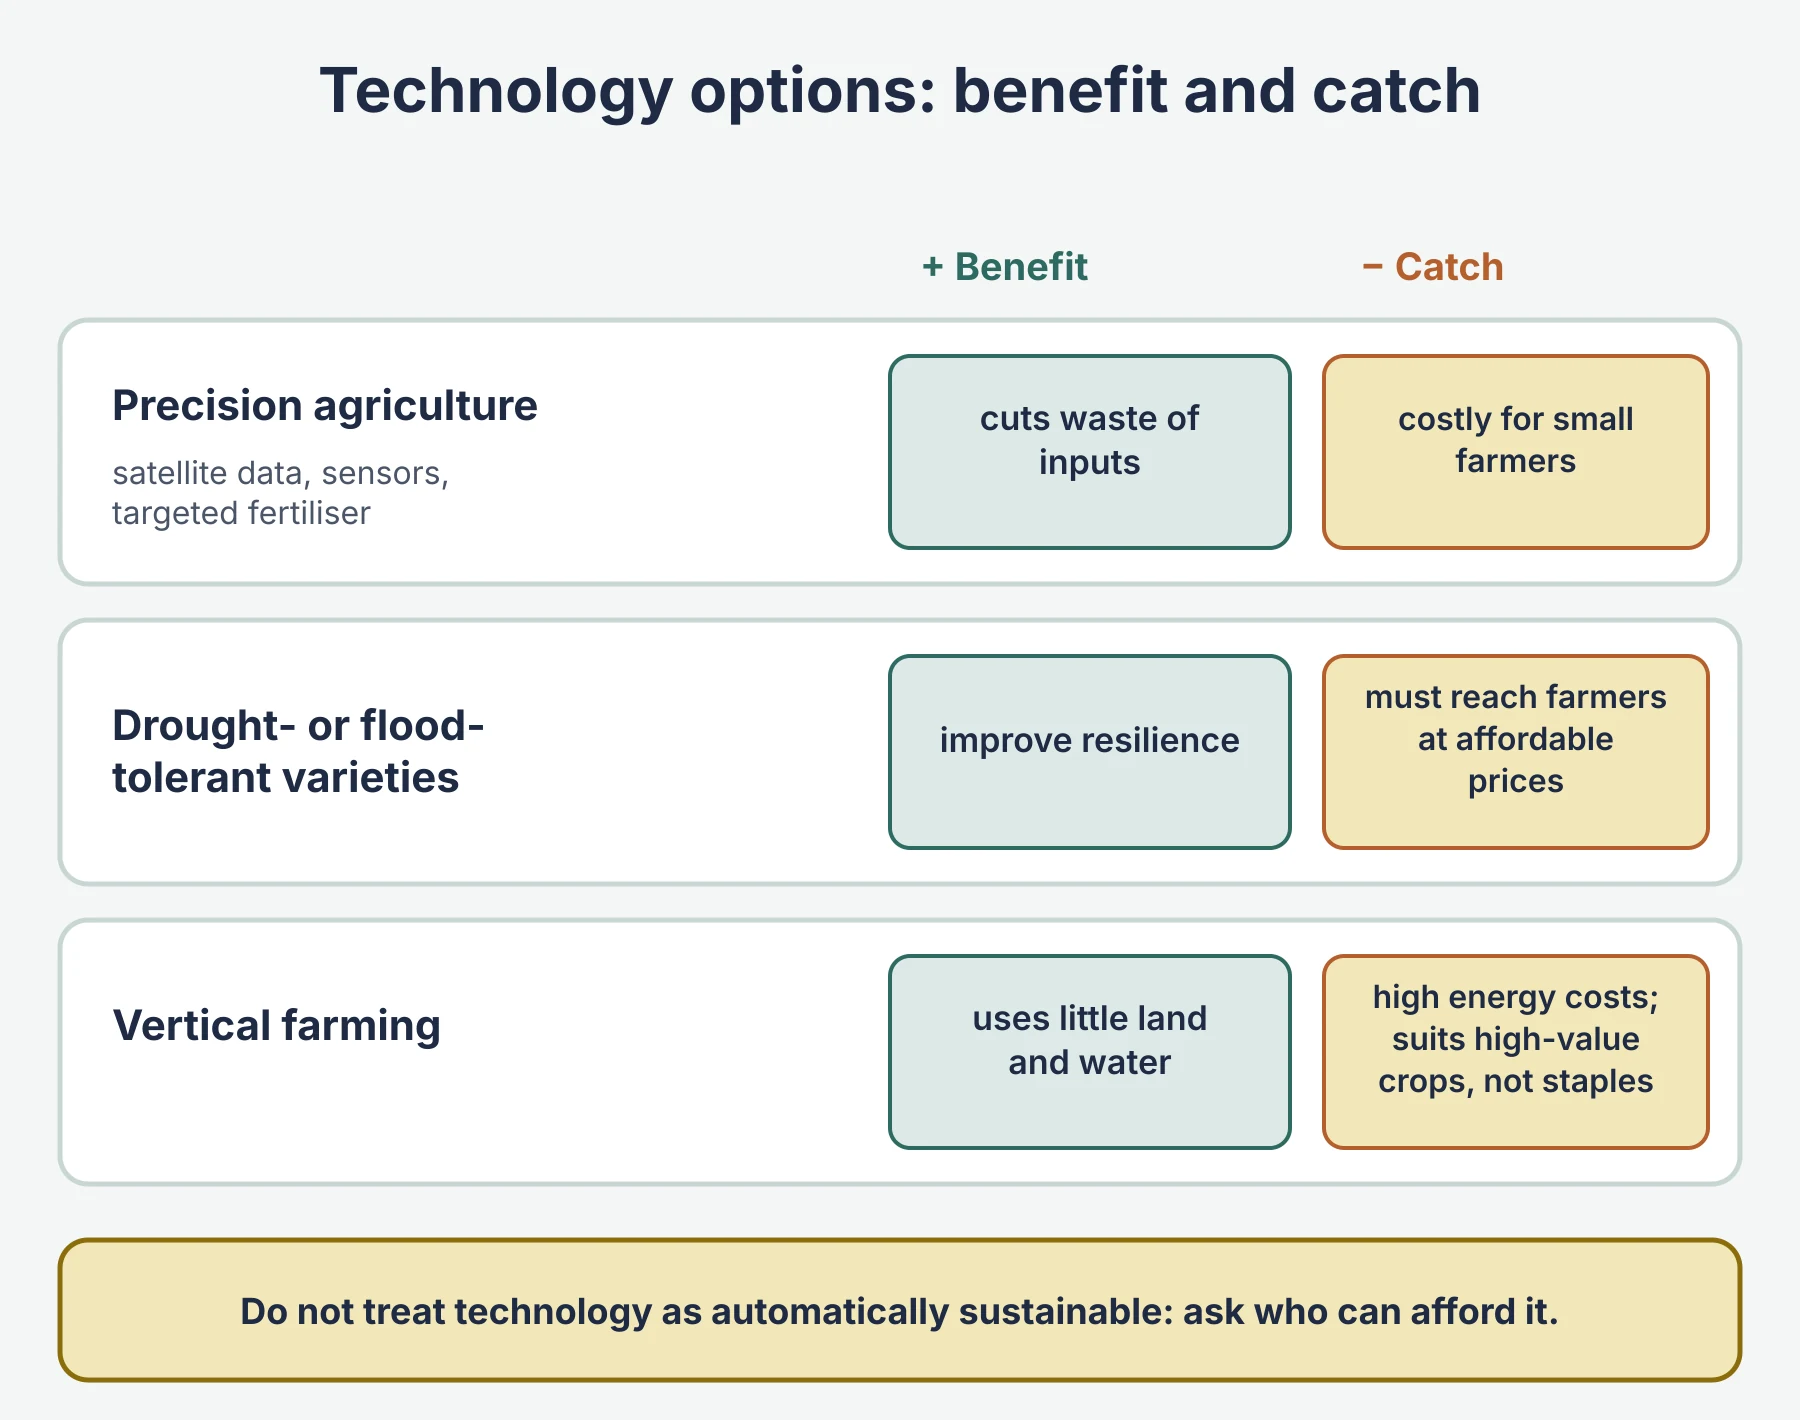 Technology options: benefit and catch
+ Benefit
− Catch
Precision agriculture
satellite data, sensors,
targeted fertiliser
cuts waste of
inputs
costly for small
farmers
Drought- or flood-
tolerant varieties
improve resilience
must reach farmers
at affordable
prices
Vertical farming
uses little land
and water
high energy costs;
suits high-value
crops, not staples
Do not treat technology as automatically sustainable: ask who can afford it.